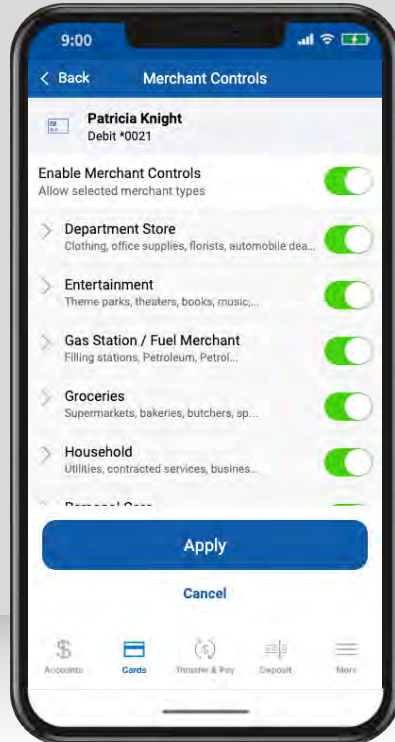 9:00
Back Merchant Controls
Patricia Knight
Debit *0021
Enable Merchant Controls
Allow selected merchant types
Department Store
Clothing, office supplies, florists, automobile dea...
Entertainment
Theme parks, theaters, books, music,...
Gas Station / Fuel Merchant
Filling stations, Petroleum, Petrol...
Groceries
Supermarkets, bakeries, butchers, sp...
Household
Utilities, contracted services, busines...
Personal Care
Apply
Cancel
Accounts Cards Transfer & Pay Deposit More